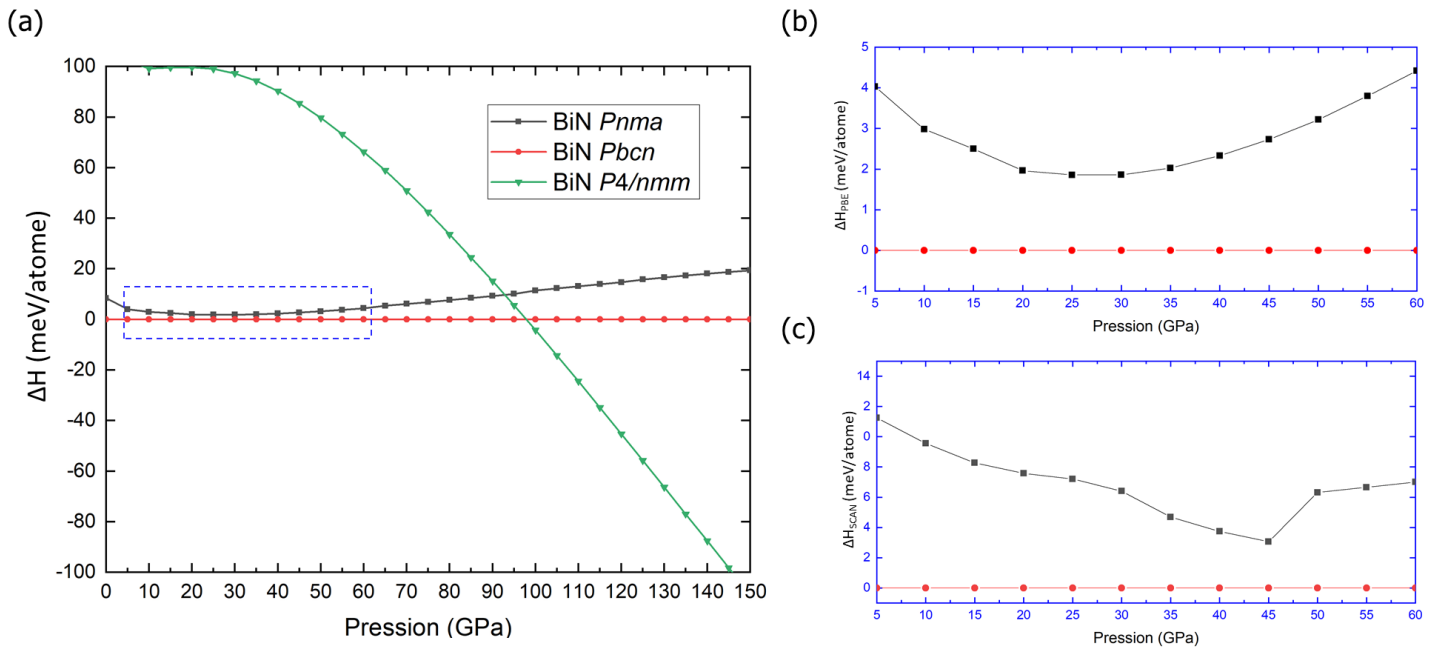 (a)
100
80
60
40
20
0
-20
-40
-60
-80
-100
ΔH (meV/atome)
0 10 20 30 40 50 60 70 80 90 100 110 120 130 140 150
Pression (GPa)
BiN Pnma
BiN Pbcn
BiN P4/nmm
(b)
5
4
3
2
1
0
-1
ΔH_PBE (meV/atome)
5 10 15 20 25 30 35 40 45 50 55 60
Pression (GPa)
(c)
14
2
0
8
6
4
2
0
ΔH_SCAN (meV/atome)
5 10 15 20 25 30 35 40 45 50 55 60
Pression (GPa)